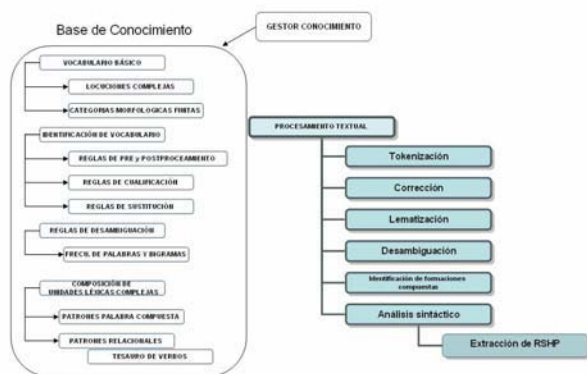 Base de Conocimiento
GESTOR CONOCIMIENTO
VOCABULARIO BÁSICO
LOCUCIONES COMPLEJAS
CATEGORIAS MORFOLOGICAS FINITAS
IDENTIFICACIÓN DE VOCABULARIO
REGLAS DE PRE y POSTPROCEAMIENTO
REGLAS DE CUALIFICACIÓN
REGLAS DE SUSTITUCIÓN
REGLAS DE DESAMBIGUACIÓN
FRECU. DE PALABRAS Y BIGRAMAS
COMPOSICIÓN DE
UNIDADES LÉXICAS COMPLEJAS
PATRONES PALABRA COMPUESTA
PATRONES RELACIONALES
TESAURO DE VERBOS
PROCESAMIENTO TEXTUAL
Tokenización
Corrección
Lematización
Desambiguación
Identificación de formaciones
compuestas
Análisis sintáctico
Extracción de RSHP